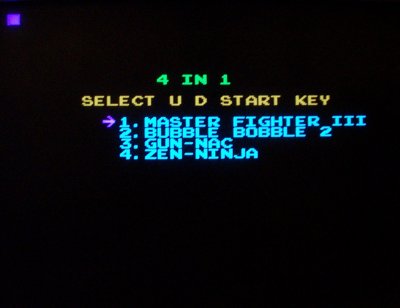 4 IN 1
SELECT U D START KEY
→1.MASTER FIGHTER III
2.BUBBLE BOBBLE 2
3.GUN-NAC
4.ZEN-NINJA